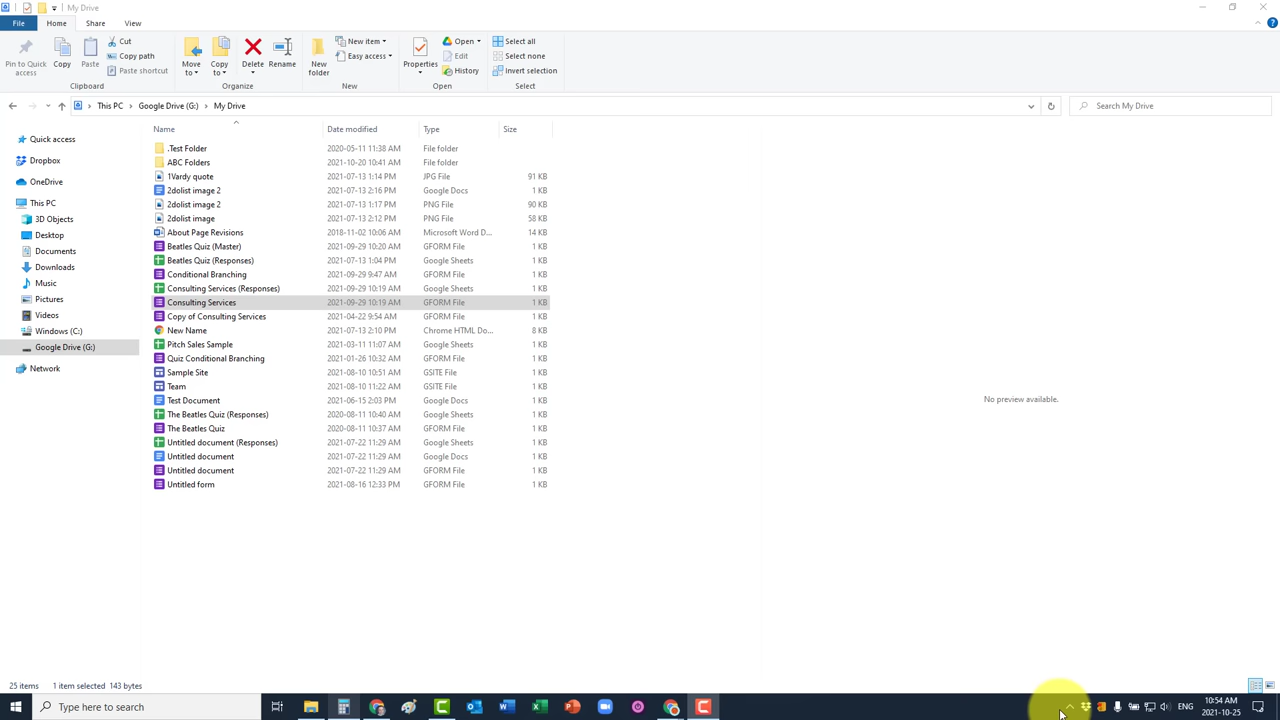 My Drive
File Home Share View
Pin to Quick access
Copy
Paste
Cut
Copy path
Paste shortcut
Clipboard
Move to
Copy to
Delete
Rename
Organize
New folder
New item
Easy access
New
Properties
Open
Edit
History
Open
Select all
Select none
Invert selection
Select
This PC > Google Drive (G:) > My Drive
Search My Drive
Quick access
Dropbox
OneDrive
This PC
3D Objects
Desktop
Documents
Downloads
Music
Pictures
Videos
Windows (C:)
Google Drive (G:)
Network
Name Date modified Type Size
.Test Folder 2020-05-11 11:38 AM File folder
ABC Folders 2021-10-20 10:41 AM File folder
1Vardy quote 2021-07-13 1:14 PM JPG File 91 KB
2dolist image 2 2021-07-13 2:16 PM Google Docs 1 KB
2dolist image 2 2021-07-13 1:17 PM PNG File 90 KB
2dolist image 2021-07-13 2:12 PM PNG File 58 KB
About Page Revisions 2018-11-02 10:06 AM Microsoft Word D... 14 KB
Beatles Quiz (Master) 2021-09-29 10:20 AM GFORM File 1 KB
Beatles Quiz (Responses) 2021-07-13 1:04 PM Google Sheets 1 KB
Conditional Branching 2021-09-29 9:47 AM GFORM File 1 KB
Consulting Services (Responses) 2021-09-29 10:19 AM Google Sheets 1 KB
Consulting Services 2021-09-29 10:19 AM GFORM File 1 KB
Copy of Consulting Services 2021-04-22 9:54 AM GFORM File 1 KB
New Name 2021-07-13 2:10 PM Chrome HTML Do... 8 KB
Pitch Sales Sample 2021-03-11 11:07 AM Google Sheets 1 KB
Quiz Conditional Branching 2021-01-26 10:32 AM GFORM File 1 KB
Sample Site 2021-08-10 10:51 AM GSITE File 1 KB
Team 2021-08-10 11:22 AM GSITE File 1 KB
Test Document 2021-06-15 2:03 PM Google Docs 1 KB
The Beatles Quiz (Responses) 2020-08-11 10:40 AM Google Sheets 1 KB
The Beatles Quiz 2020-08-11 10:37 AM GFORM File 1 KB
Untitled document (Responses) 2021-07-22 11:29 AM Google Sheets 1 KB
Untitled document 2021-07-22 11:29 AM Google Docs 1 KB
Untitled document 2021-07-22 11:29 AM GFORM File 1 KB
Untitled form 2021-08-16 12:33 PM GFORM File 1 KB
No preview available.
25 items 1 item selected 143 bytes
Type here to search
ENG
10:54 AM
2021-10-25